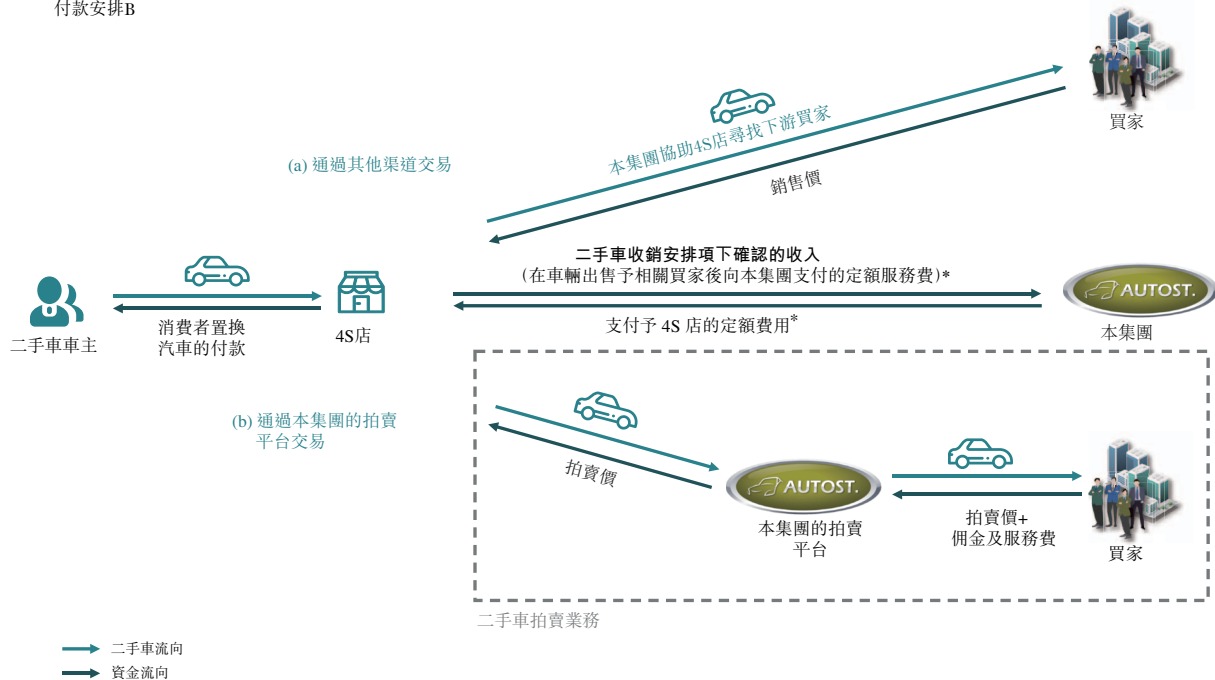 付款安排B
買家
本集團協助4S店尋找下游買家
(a) 通過其他渠道交易
銷售價
二手車收銷安排項下確認的收入
(在車輛出售予相關買家後向本集團支付的定額服務費)*
AUTOST.
支付予 4S 店的定額費用*
本集團
二手車車主
消費者置換
汽車的付款
4S店
(b) 通過本集團的拍賣
平台交易
拍賣價
AUTOST.
本集團的拍賣
平台
拍賣價+
佣金及服務費
買家
二手車拍賣業務
二手車流向
資金流向